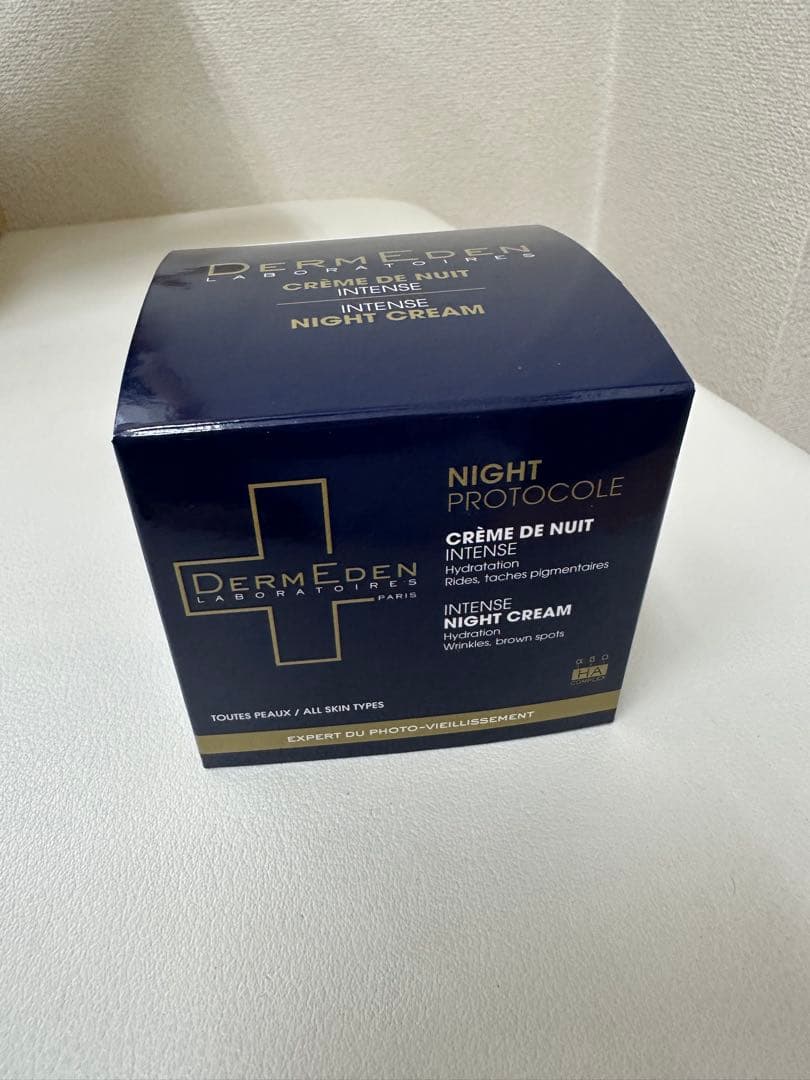 DERMEDEN
LABORATOIRES
CRÈME DE NUIT
INTENSE
INTENSE
NIGHT CREAM
NIGHT
PROTOCOLE
CRÈME DE NUIT
INTENSE
Hydratation
Rides, taches pigmentaires
INTENSE
NIGHT CREAM
Hydration
Wrinkles, brown spots
DERMEDEN
LABORATOIRES
PARIS
HA
COMPLEX
TOUTES PEAUX / ALL SKIN TYPES
EXPERT DU PHOTO-VIEILLISSEMENT